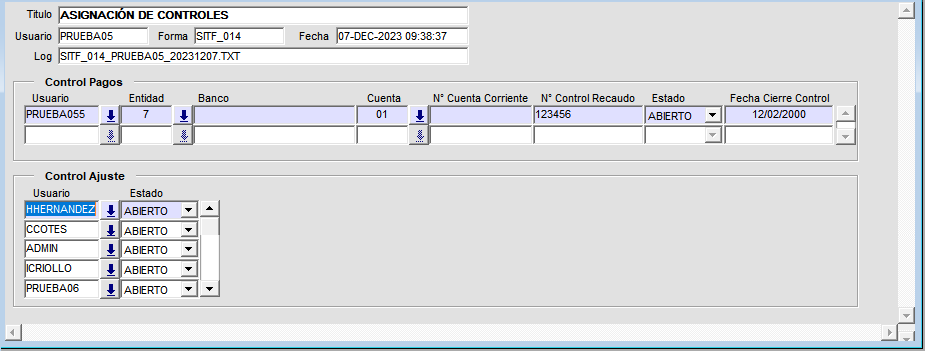 Titulo ASIGNACIÓN DE CONTROLES
Usuario PRUEBA05 Forma SITF_014 Fecha 07-DEC-2023 09:38:37
Log SITF_014_PRUEBA05_20231207.TXT
Control Pagos
Usuario Entidad Banco Cuenta N° Cuenta Corriente N° Control Recaudo Estado Fecha Cierre Control
PRUEBA055 7 01 123456 ABIERTO 12/02/2000
Control Ajuste
Usuario Estado
HHERNANDEZ ABIERTO
CCOTES ABIERTO
ADMIN ABIERTO
ICRIOLLO ABIERTO
PRUEBA06 ABIERTO